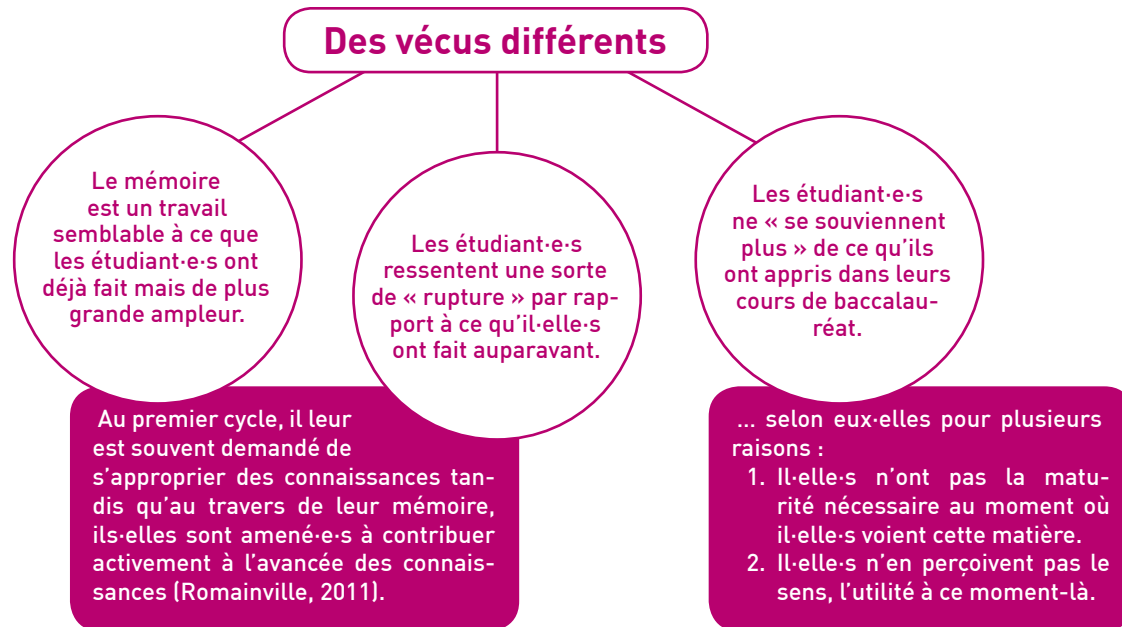 Des vécus différents
Le mémoire
est un travail
semblable à ce que
les étudiant·e·s ont
déjà fait mais de plus
grande ampleur.
Les étudiant·e·s
ressentent une sorte
de « rupture » par rap-
port à ce qu'il·elle·s
ont fait auparavant.
Les étudiant·e·s
ne « se souviennent
plus » de ce qu'ils
ont appris dans leurs
cours de baccalau-
réat.
Au premier cycle, il leur
est souvent demandé de
s'approprier des connaissances tan-
dis qu'au travers de leur mémoire,
ils·elles sont amené·e·s à contribuer
activement à l'avancée des connais-
sances (Romainville, 2011).
... selon eux·elles pour plusieurs
raisons :
1. Il·elle·s n'ont pas la matu-
rité nécessaire au moment où
il·elle·s voient cette matière.
2. Il·elle·s n'en perçoivent pas le
sens, l'utilité à ce moment-là.